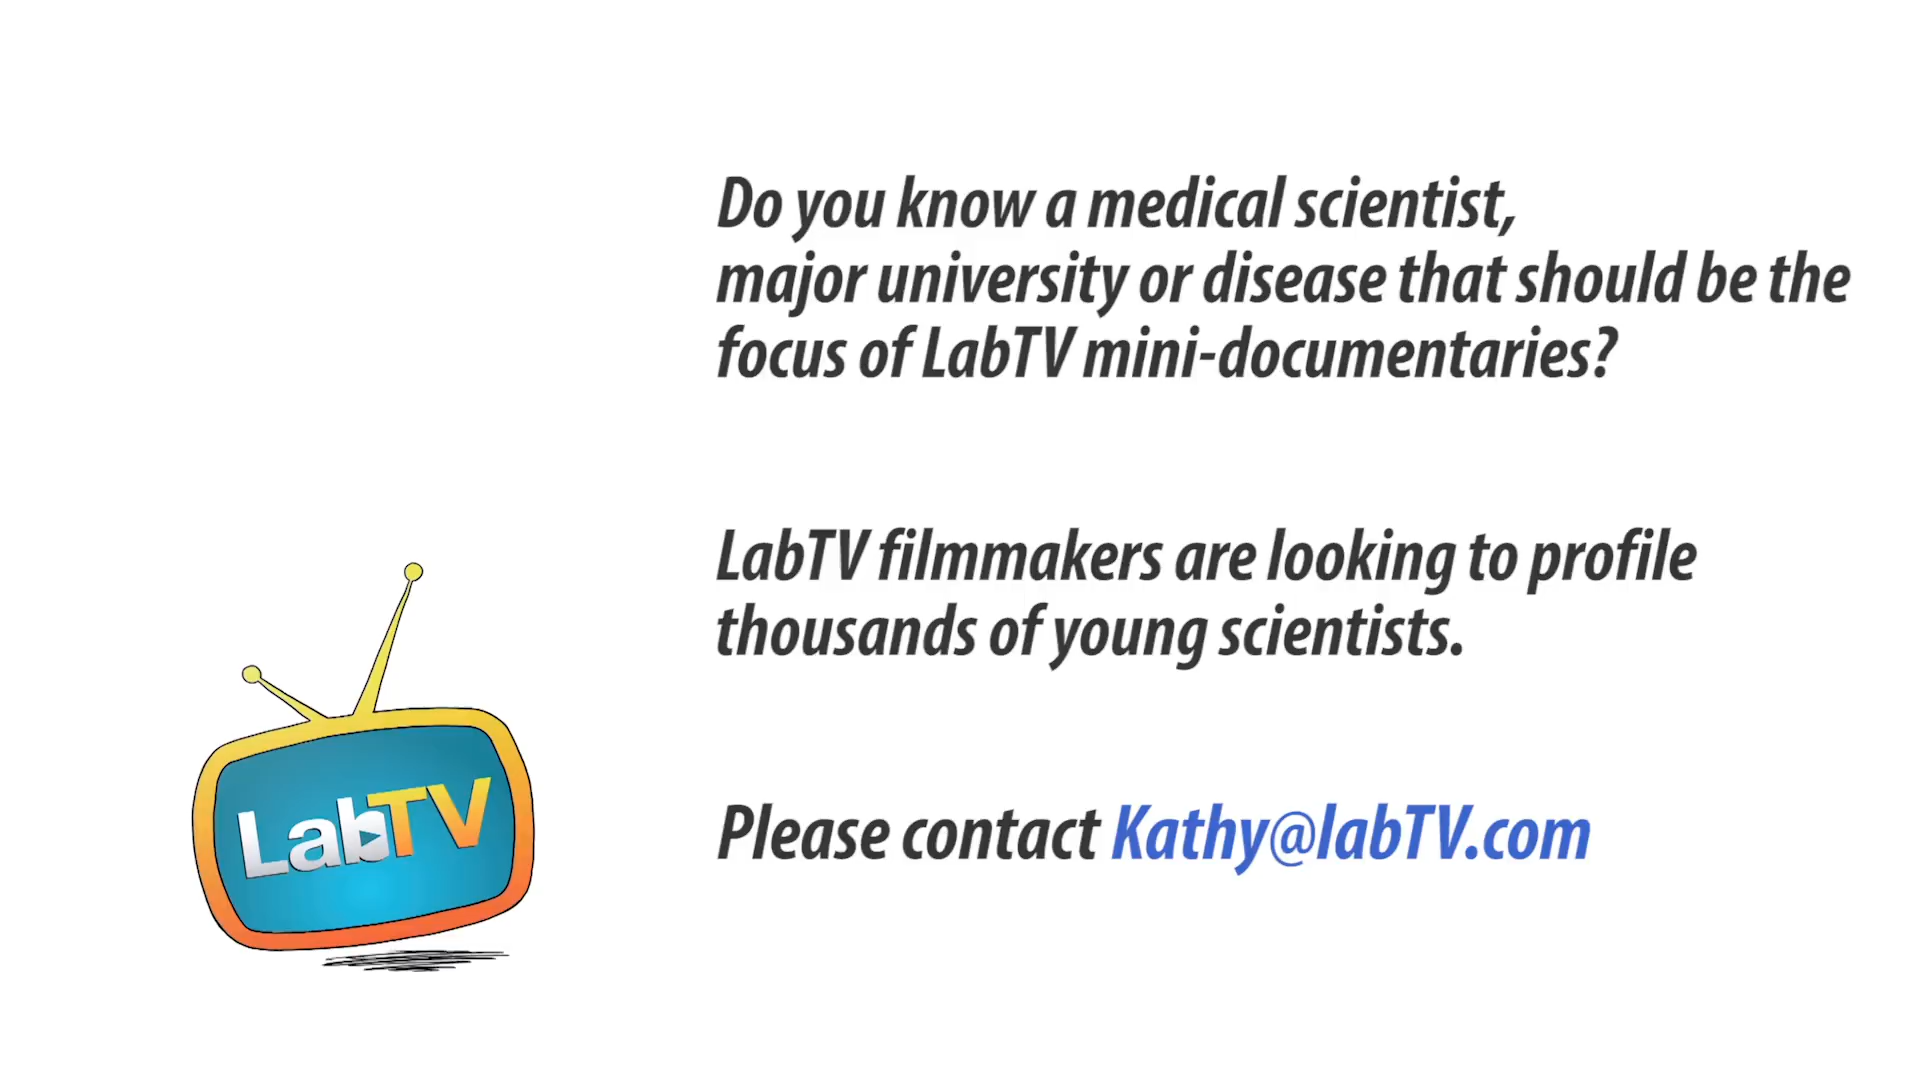 Do you know a medical scientist,
major university or disease that should be the
focus of LabTV mini-documentaries?
LabTV filmmakers are looking to profile
thousands of young scientists.
Please contact Kathy@labTV.com
LabTV